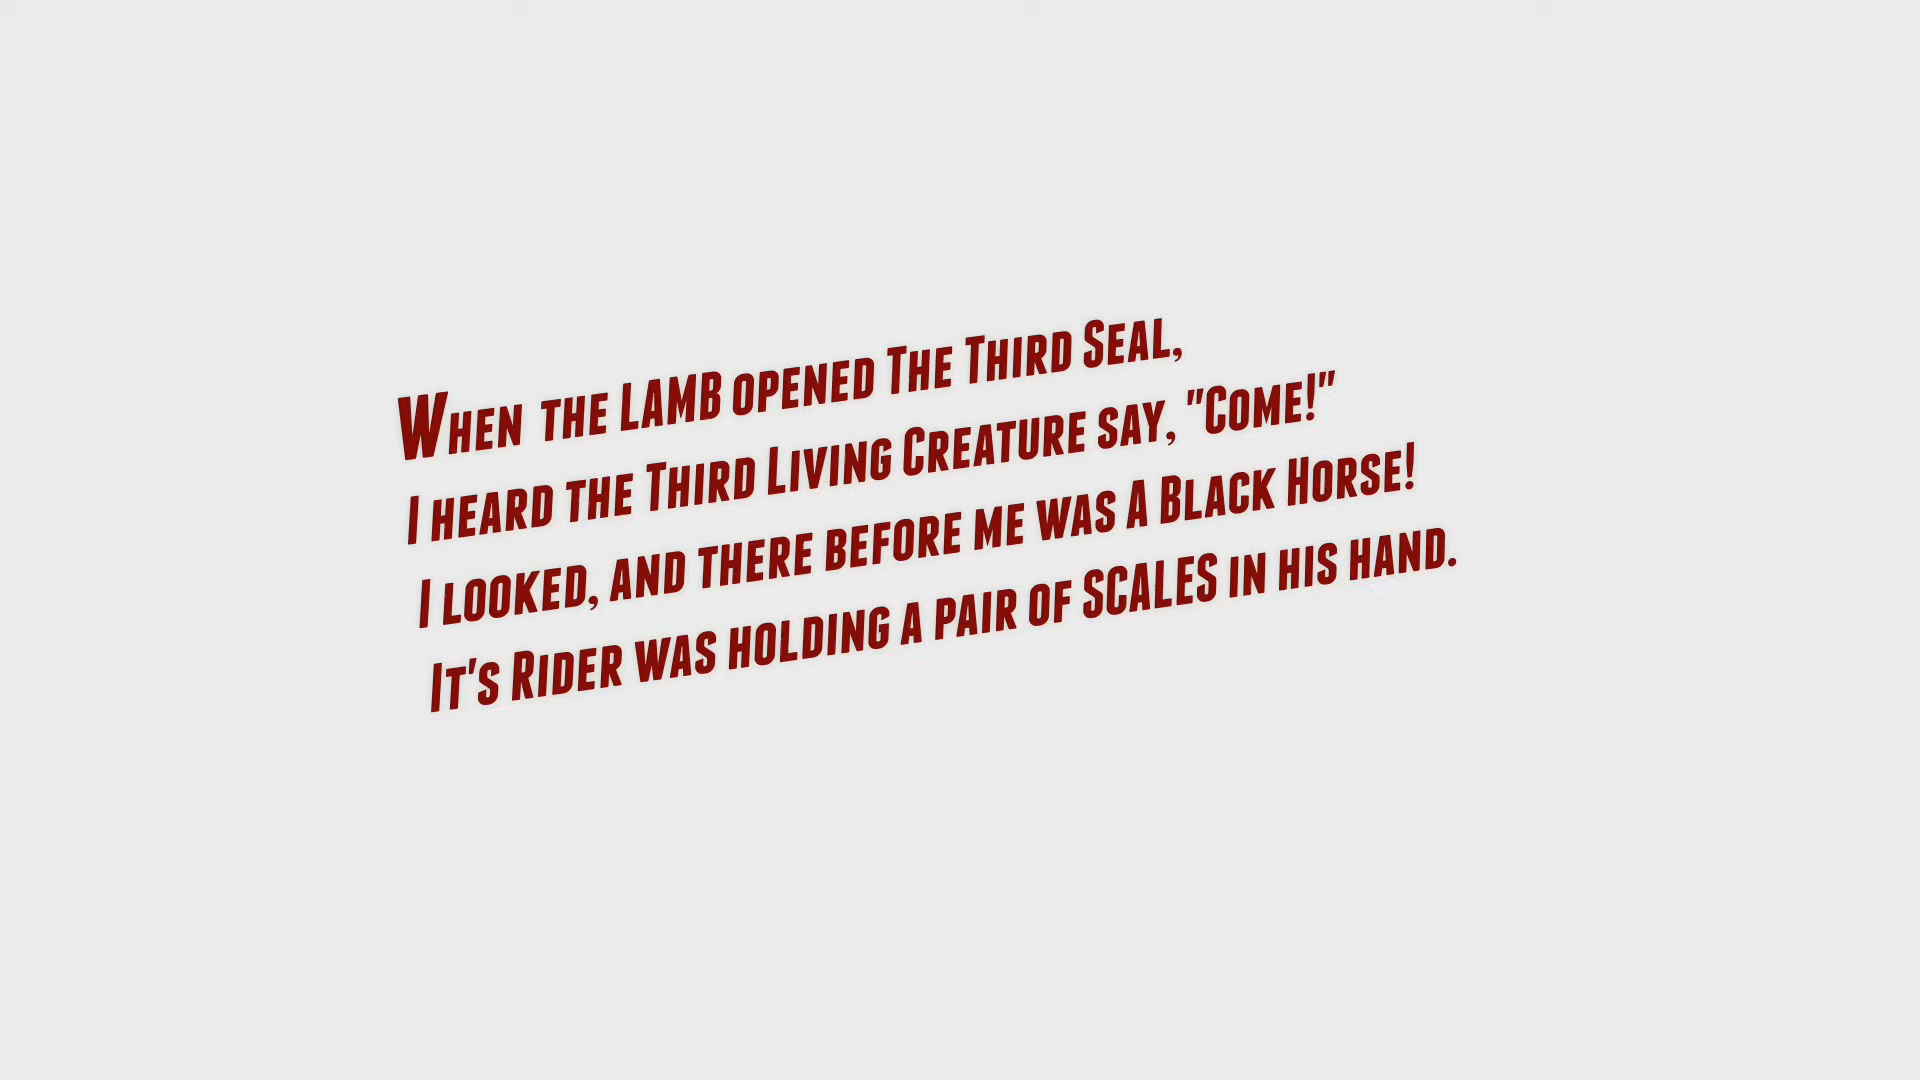 When the LAMB opened The Third Seal,
I heard the Third Living Creature say, "Come!"
I looked, and there before me was A Black Horse!
It's Rider was holding a pair of SCALES in his hand.